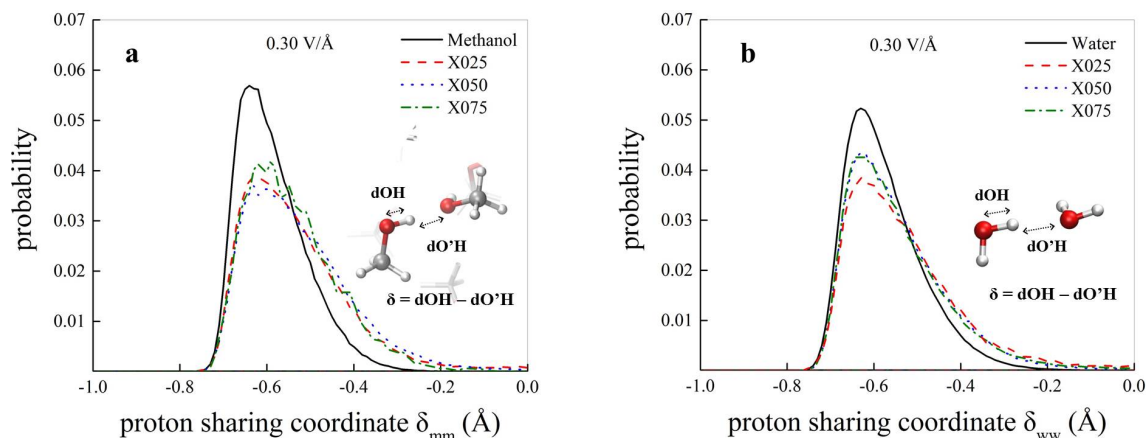 a
0.30 V/Å
Methanol
X025
X050
X075
dOH
dO’H
δ = dOH – dO’H
probability
0.07
0.06
0.05
0.04
0.03
0.02
0.01
-1.0
-0.8
-0.6
-0.4
-0.2
0.0
proton sharing coordinate δmm (Å)
b
0.30 V/Å
Water
X025
X050
X075
dOH
dO’H
δ = dOH – dO’H
probability
0.07
0.06
0.05
0.04
0.03
0.02
0.01
-1.0
-0.8
-0.6
-0.4
-0.2
0.0
proton sharing coordinate δww (Å)